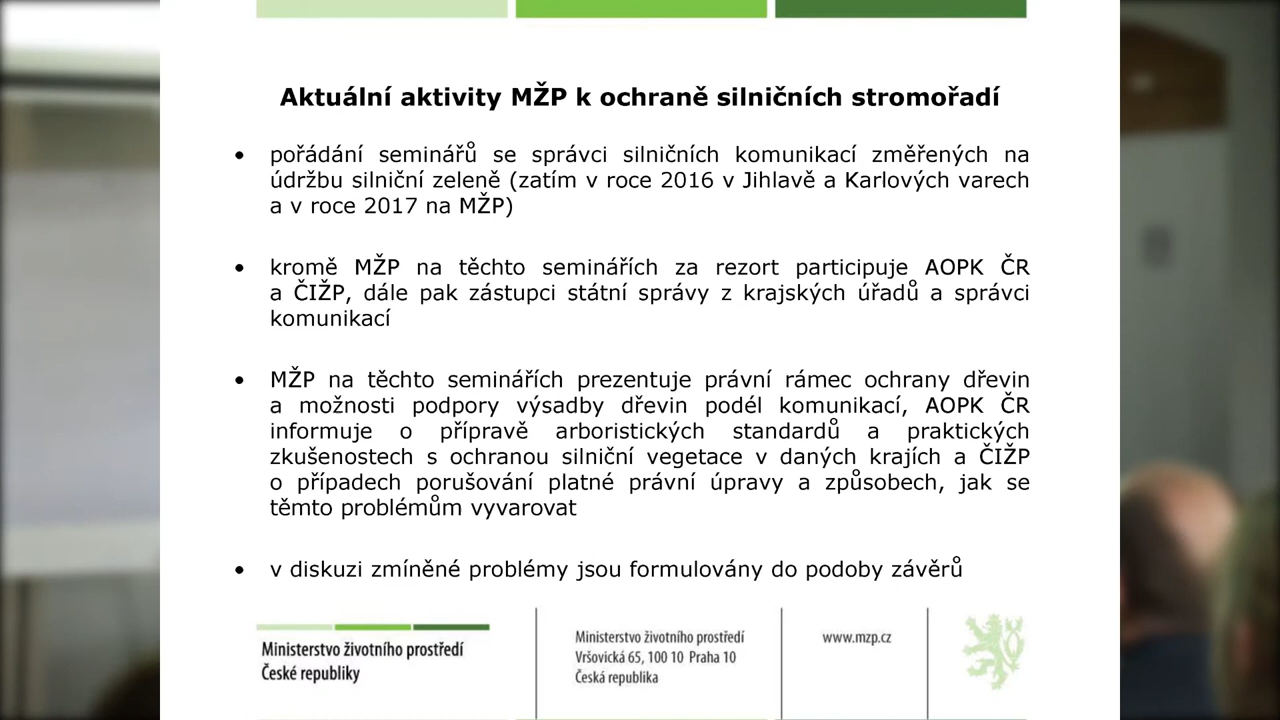 Aktuální aktivity MŽP k ochraně silničních stromořadí
• pořádání seminářů se správci silničních komunikací změřených na
údržbu silniční zeleně (zatím v roce 2016 v Jihlavě a Karlových varech
a v roce 2017 na MŽP)
• kromě MŽP na těchto seminářích za rezort participuje AOPK ČR
a ČIŽP, dále pak zástupci státní správy z krajských úřadů a správci
komunikací
• MŽP na těchto seminářích prezentuje právní rámec ochrany dřevin
a možnosti podpory výsadby dřevin podél komunikací, AOPK ČR
informuje o přípravě arboristických standardů a praktických
zkušenostech s ochranou silniční vegetace v daných krajích a ČIŽP
o případech porušování platné právní úpravy a způsobech, jak se
těmto problémům vyvarovat
• v diskuzi zmíněné problémy jsou formulovány do podoby závěrů
Ministerstvo životního prostředí
České republiky
Ministerstvo životního prostředí
Vršovická 65, 100 10 Praha 10
Česká republika
www.mzp.cz